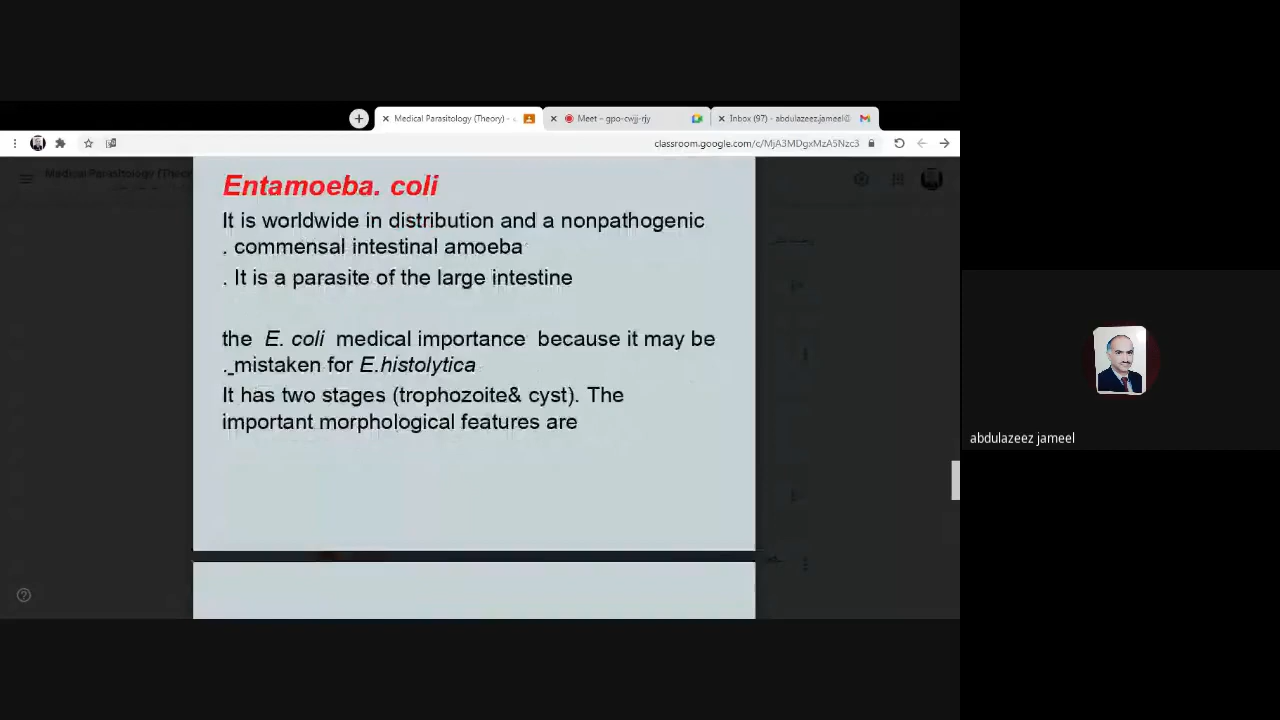 Medical Parasitology (Theory) -
Meet – gpo-cwjj-rjy
Inbox (97) - abdulazeez.jameel@
classroom.google.com/c/MjA3MDgxMzA5Nzc3
Medical Parasitology (Theor
Entamoeba. coli
It is worldwide in distribution and a nonpathogenic
. commensal intestinal amoeba
. It is a parasite of the large intestine
the E. coli medical importance because it may be
._mistaken for E.histolytica
It has two stages (trophozoite& cyst). The
important morphological features are
abdulazeez jameel